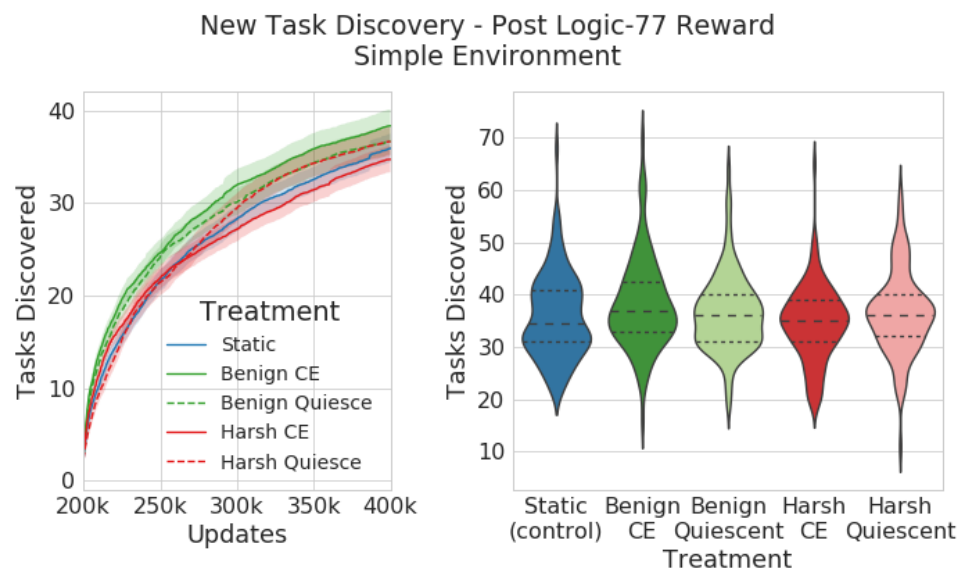 New Task Discovery - Post Logic-77 Reward
Simple Environment
Tasks Discovered
40
30
20
10
0
200k 250k 300k 350k 400k
Updates
Treatment
Static
Benign CE
Benign Quiesce
Harsh CE
Harsh Quiesce
Tasks Discovered
70
60
50
40
30
20
10
Static Benign Benign Harsh Harsh
(control) CE Quiescent CE Quiescent
Treatment